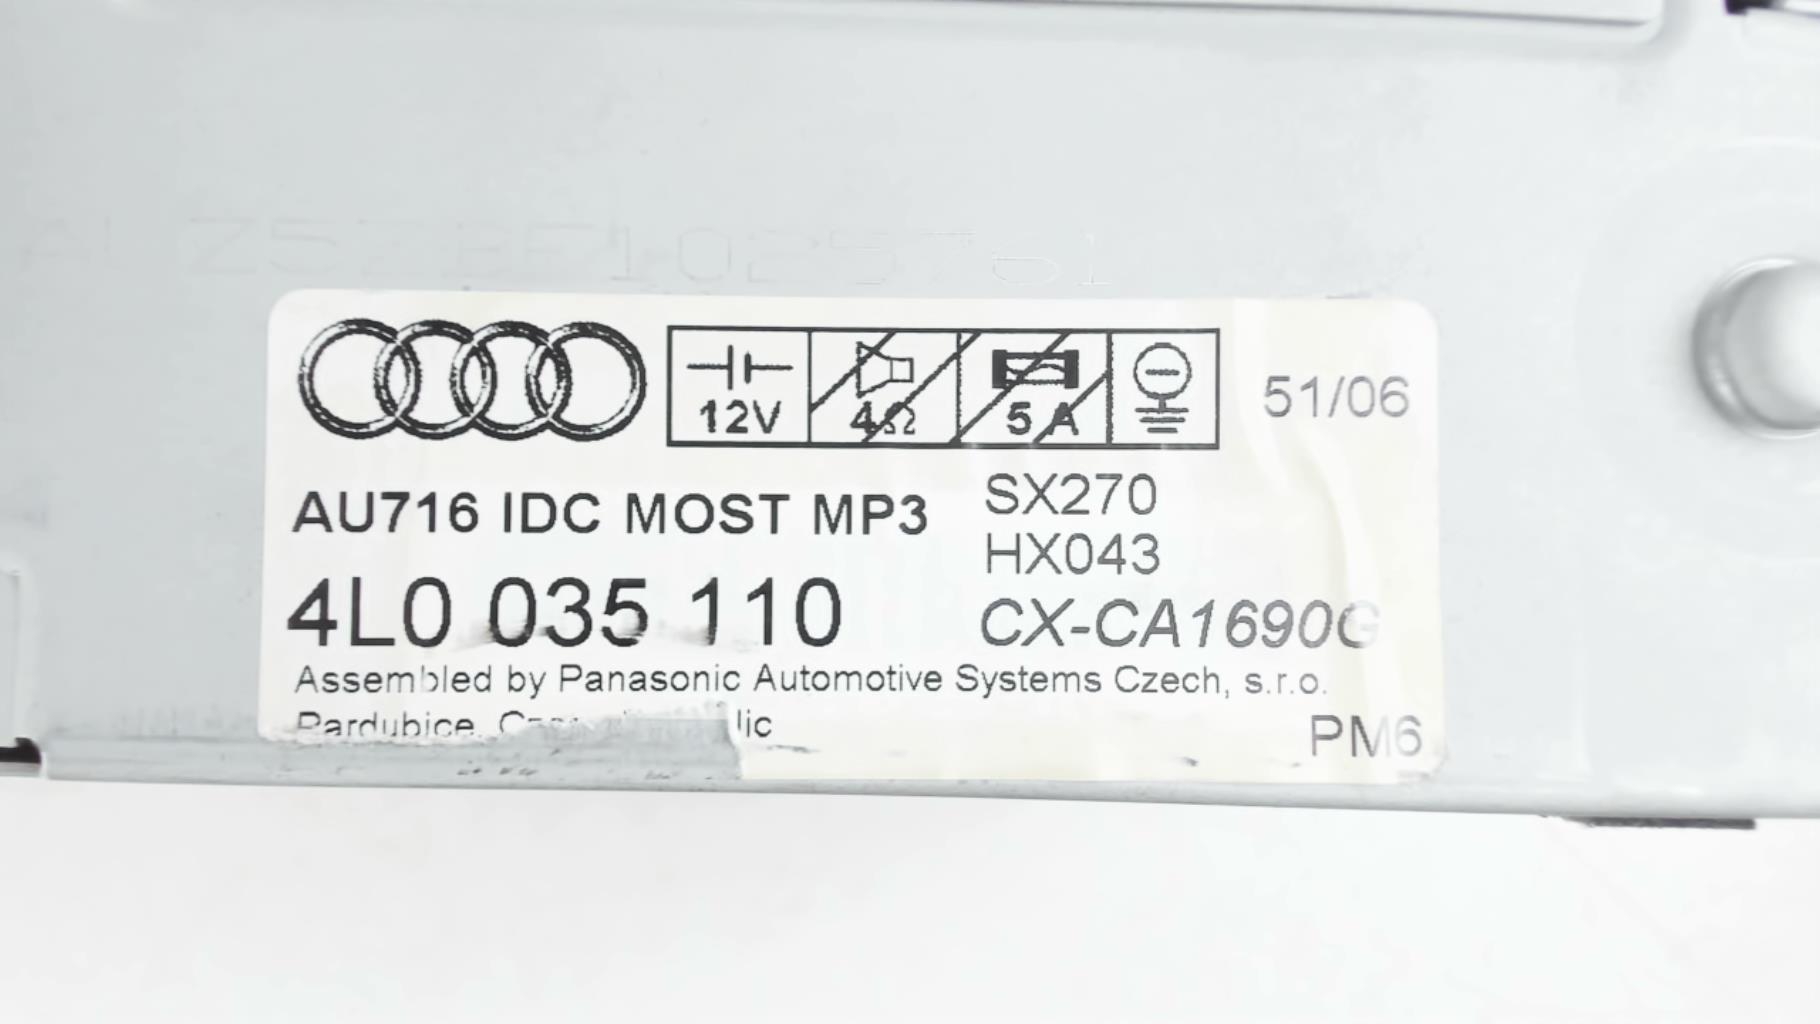 12V 4Ω 5 A 51/06
AU716 IDC MOST MP3 SX270
HX043
4L0 035 110 CX-CA1690G
Assembled by Panasonic Automotive Systems Czech, s.r.o.
Pardubice,
PM6